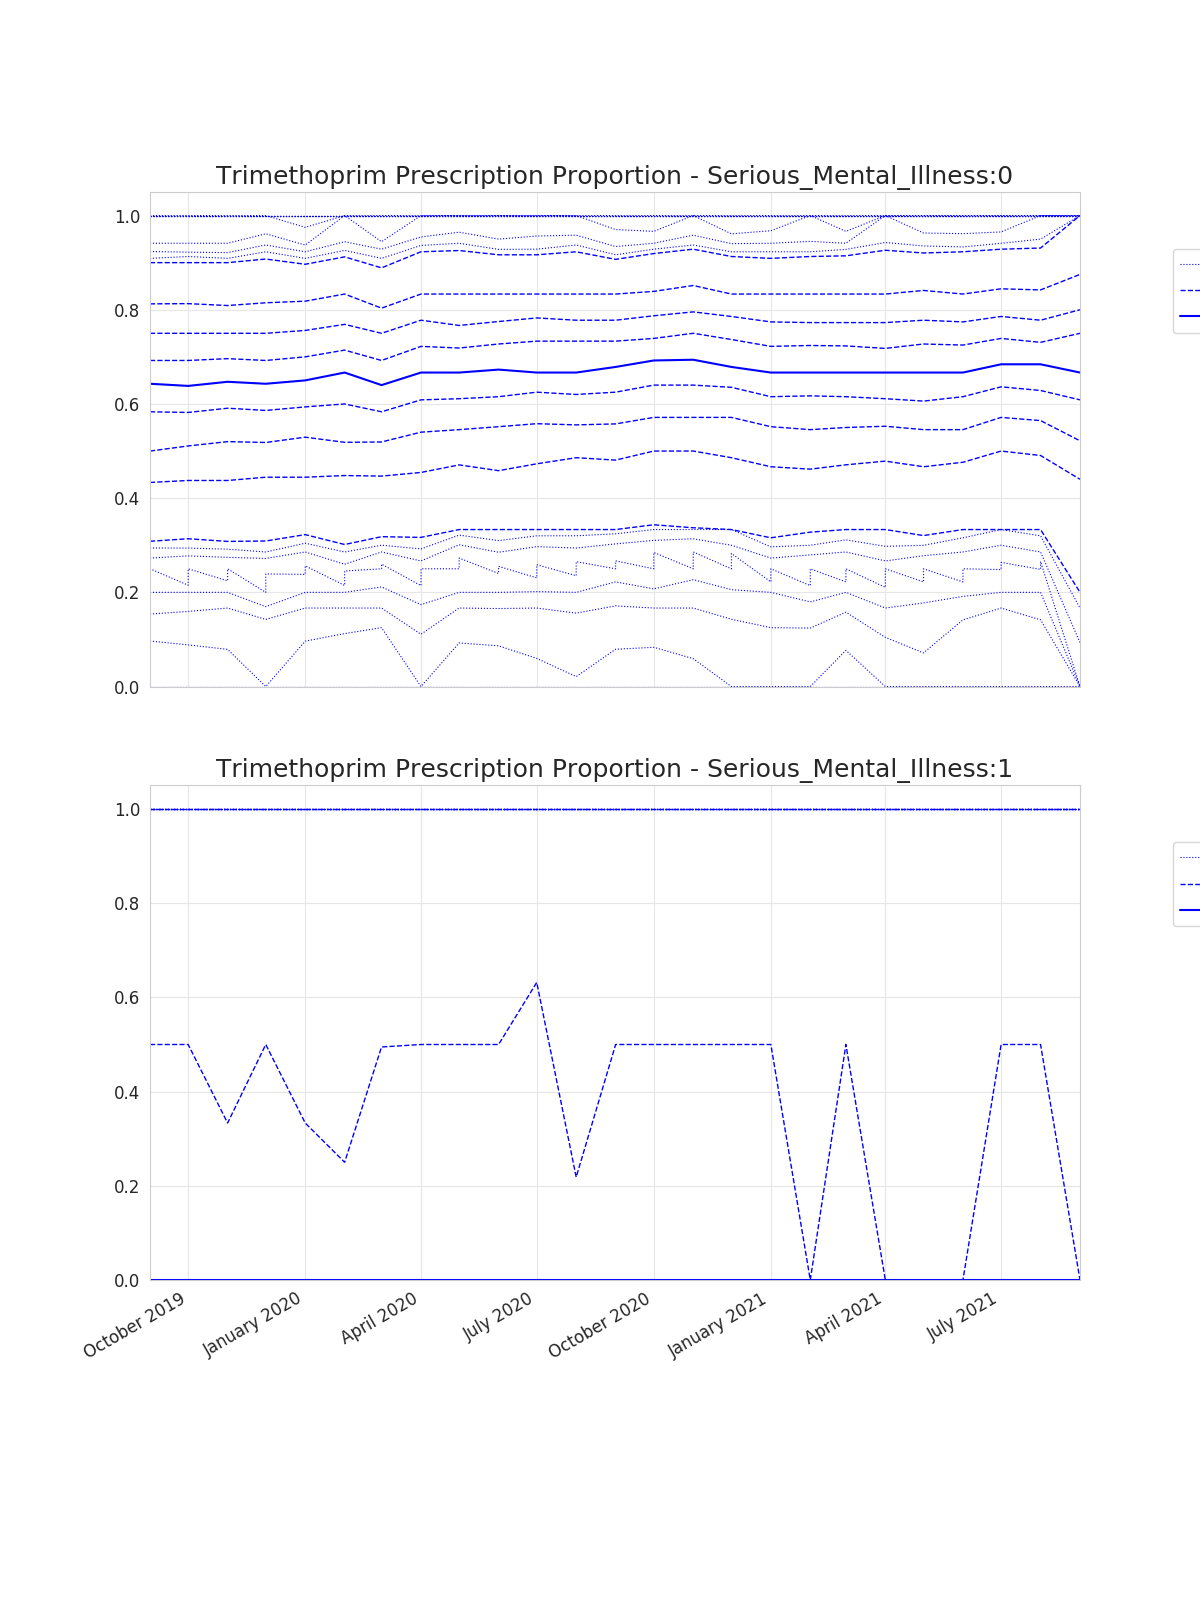 Trimethoprim Prescription Proportion - Serious_Mental_Illness:0
1.0
0.8
0.6
0.4
0.2
0.0
Trimethoprim Prescription Proportion - Serious_Mental_Illness:1
1.0
0.8
0.6
0.4
0.2
0.0
October 2019
January 2020
April 2020
July 2020
October 2020
January 2021
April 2021
July 2021